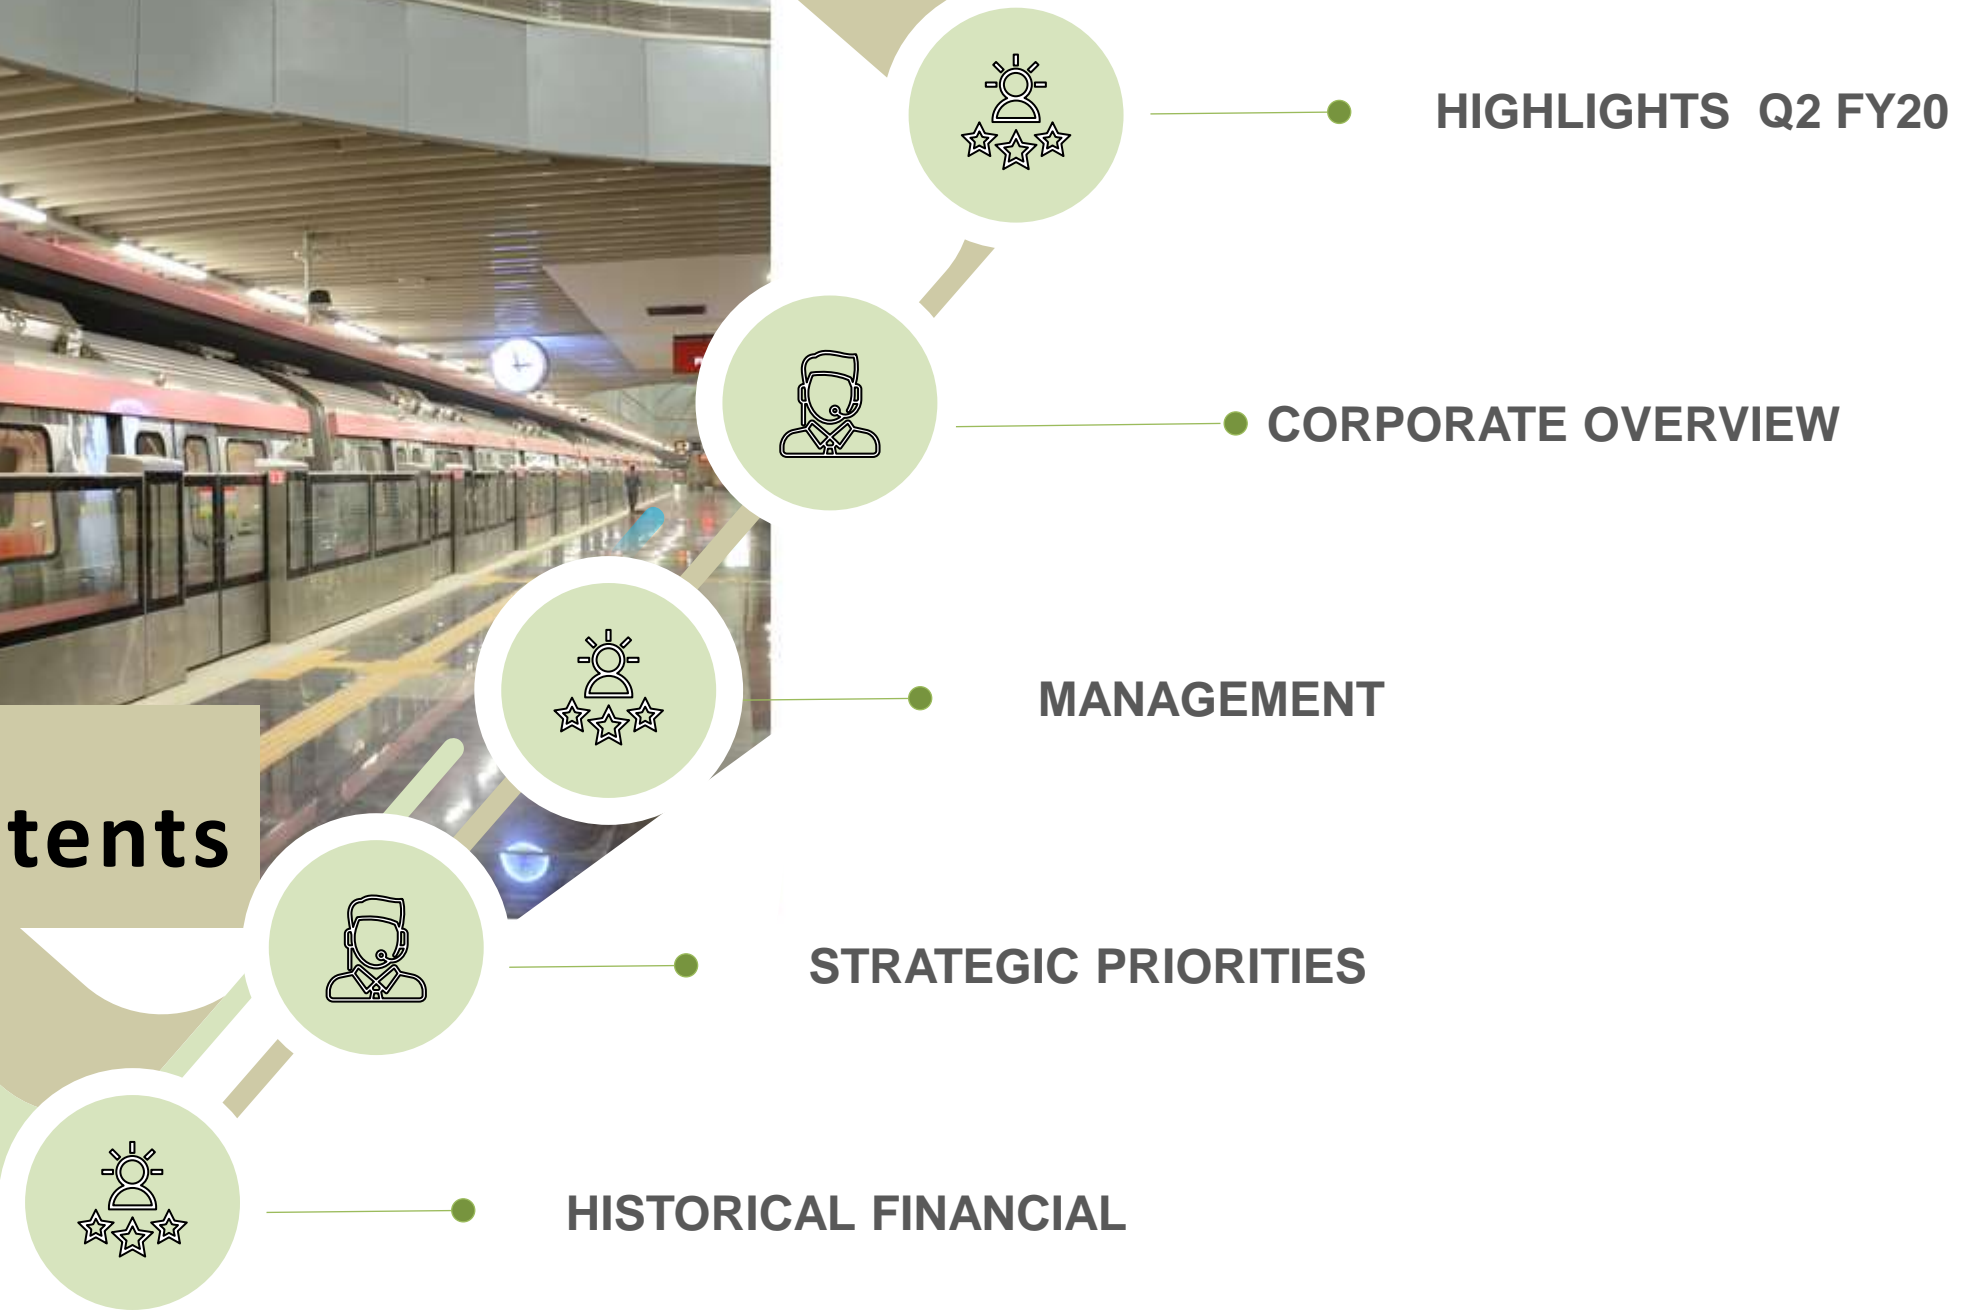 HIGHLIGHTS Q2 FY20
CORPORATE OVERVIEW
MANAGEMENT
tents
STRATEGIC PRIORITIES
HISTORICAL FINANCIAL